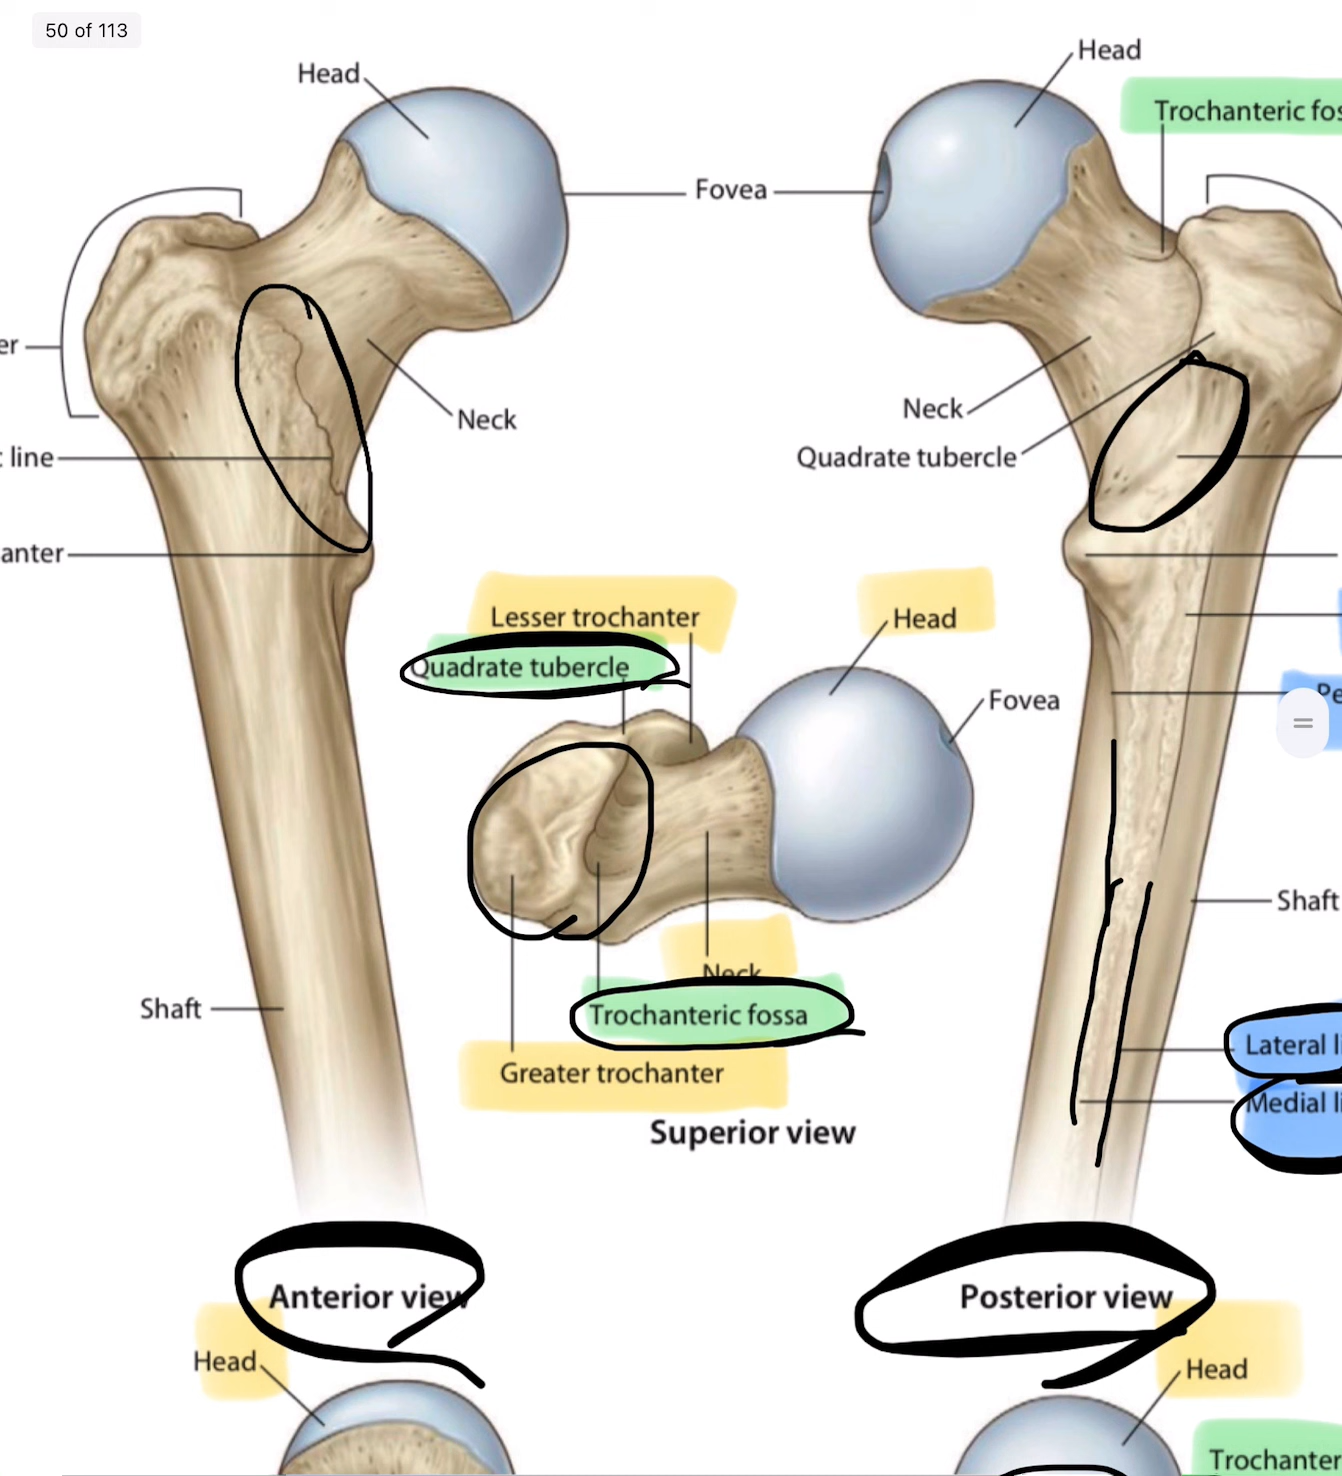 50 of 113
Head
Head
Trochanteric fos
Fovea
er
Neck
Neck
line
Quadrate tubercle
anter
Lesser trochanter
Head
Quadrate tubercle
Pe
Fovea
Shaft
Neck
Shaft
Trochanteric fossa
Lateral li
Greater trochanter
Medial li
Superior view
Anterior view
Posterior view
Head
Head
Trochanter